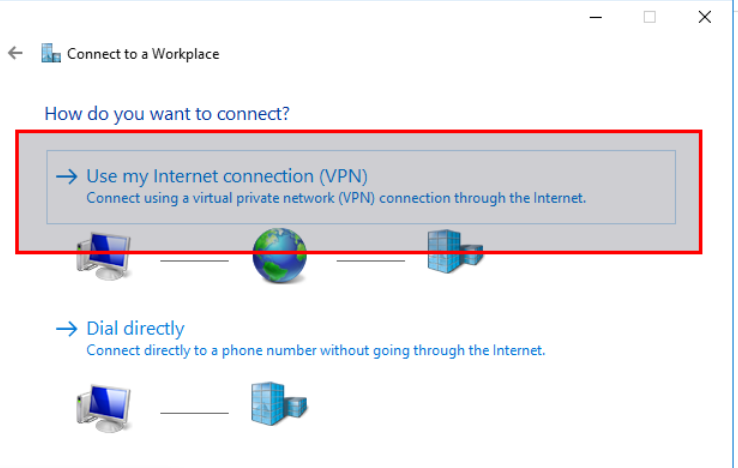 Connect to a Workplace
How do you want to connect?
Use my Internet connection (VPN)
Connect using a virtual private network (VPN) connection through the Internet.
Dial directly
Connect directly to a phone number without going through the Internet.